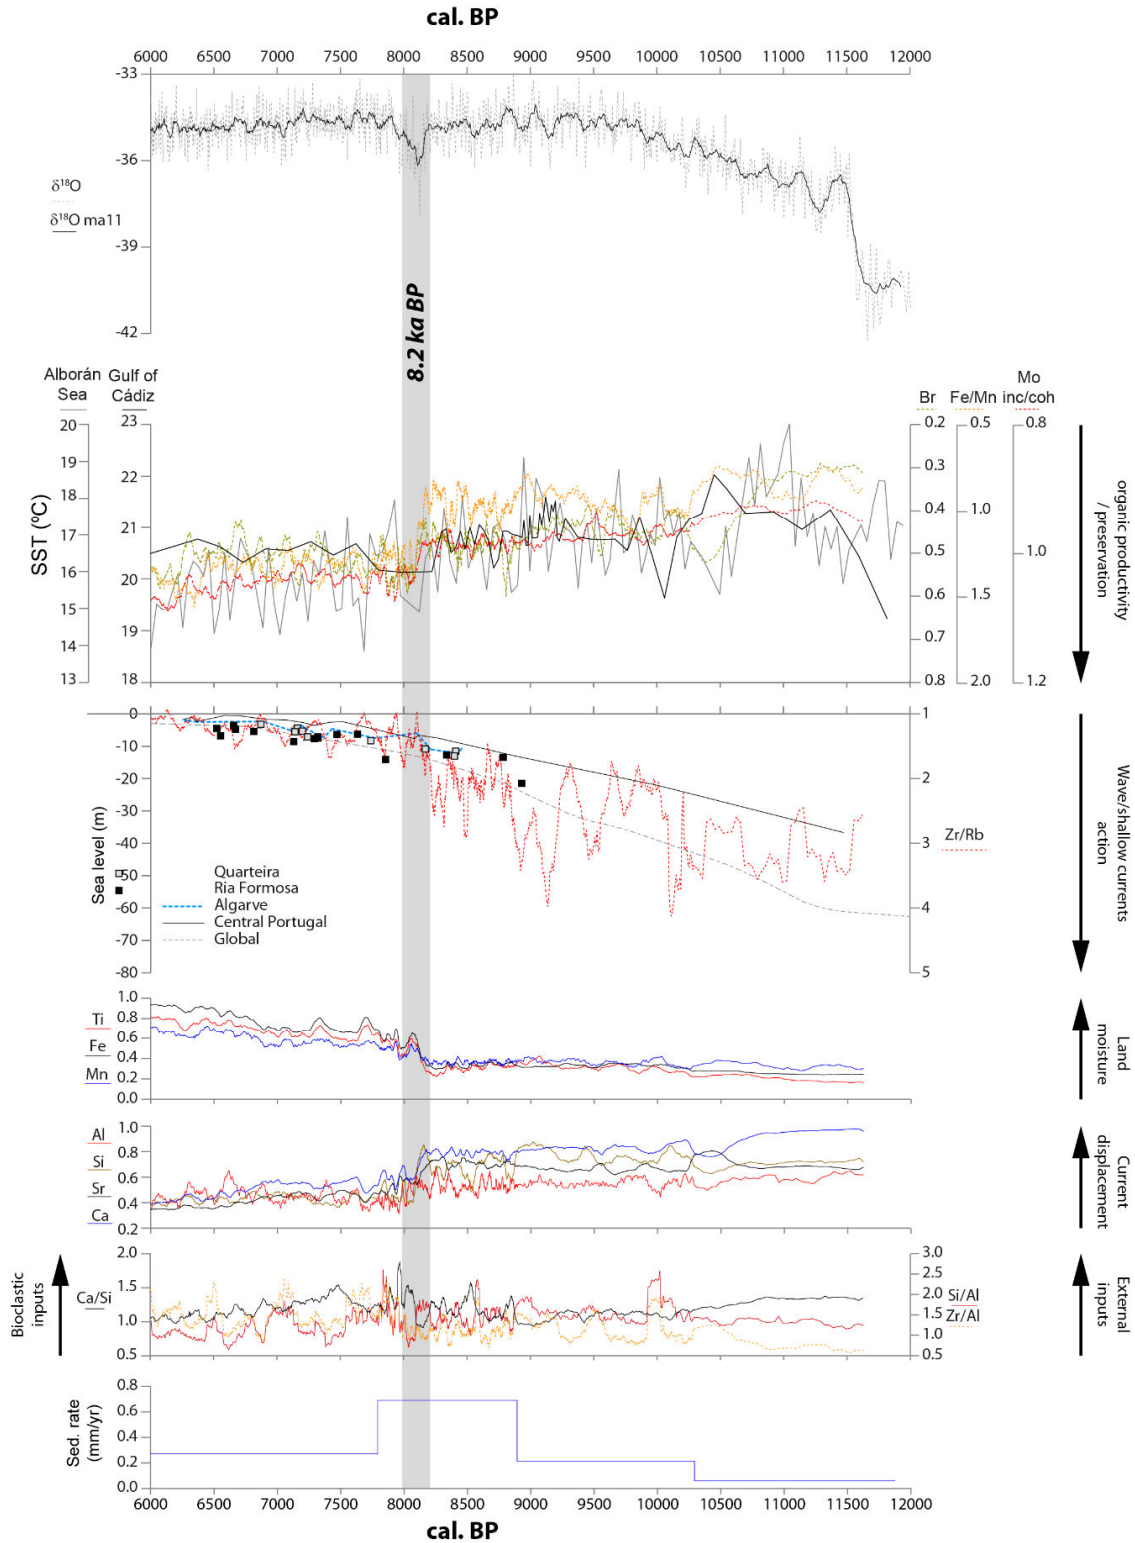 cal. BP
6000 6500 7000 7500 8000 8500 9000 9500 10000 10500 11000 11500 12000
-33
-36
-39
-42
δ¹⁸O
δ¹⁸O ma11
8.2 ka BP
Alborán Sea
Gulf of Cádiz
Br
Fe/Mn
Mo inc/coh
SST (ºC)
20
19
18
17
16
15
14
13
23
22
21
20
19
18
0.2
0.3
0.4
0.5
0.6
0.7
0.8
0.5
1.0
1.5
2.0
0.8
1.0
1.2
organic productivity
/ preservation
Sea level (m)
0
-10
-20
-30
-40
-50
-60
-70
-80
Quarteira
Ria Formosa
Algarve
Central Portugal
Global
1
2
3
4
5
Zr/Rb
Wave/shallow currents
action
1.0
0.8
0.6
0.4
0.2
0.0
Ti
Fe
Mn
Land
moisture
1.0
0.8
0.6
0.4
0.2
Al
Si
Sr
Ca
Current
displacement
Bioclastic
inputs
Ca/Si
2.0
1.5
1.0
0.5
3.0
2.5
2.0
1.5
1.0
0.5
Si/Al
Zr/Al
External
inputs
Sed. rate
(mm/yr)
0.8
0.6
0.4
0.2
0.0
6000 6500 7000 7500 8000 8500 9000 9500 10000 10500 11000 11500 12000
cal. BP